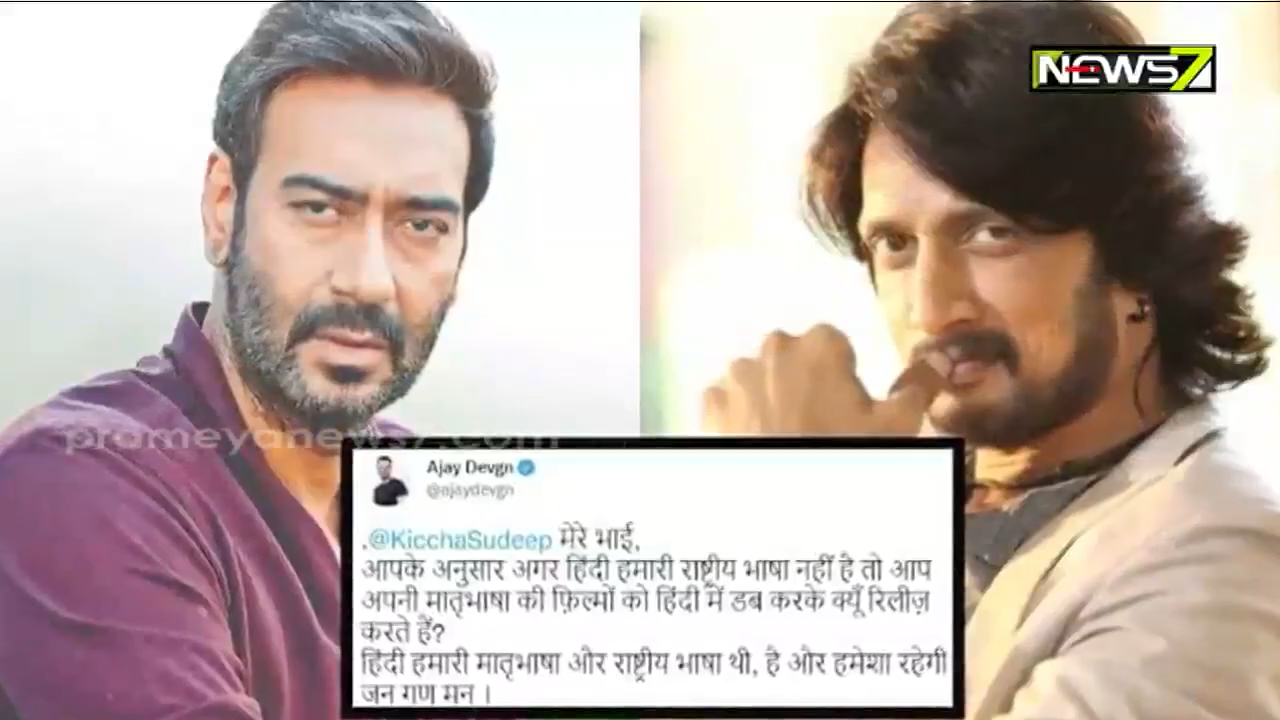 NEWS7
prameyanews7.com
Ajay Devgn
@ajaydevgn
.@KicchaSudeep मेरे भाई,
आपके अनुसार अगर हिंदी हमारी राष्ट्रीय भाषा नहीं है तो आप
अपनी मातृभाषा की फ़िल्मों को हिंदी में डब करके क्यूँ रिलीज़
करते हैं?
हिंदी हमारी मातृभाषा और राष्ट्रीय भाषा थी, है और हमेशा रहेगी
जन गण मन ।